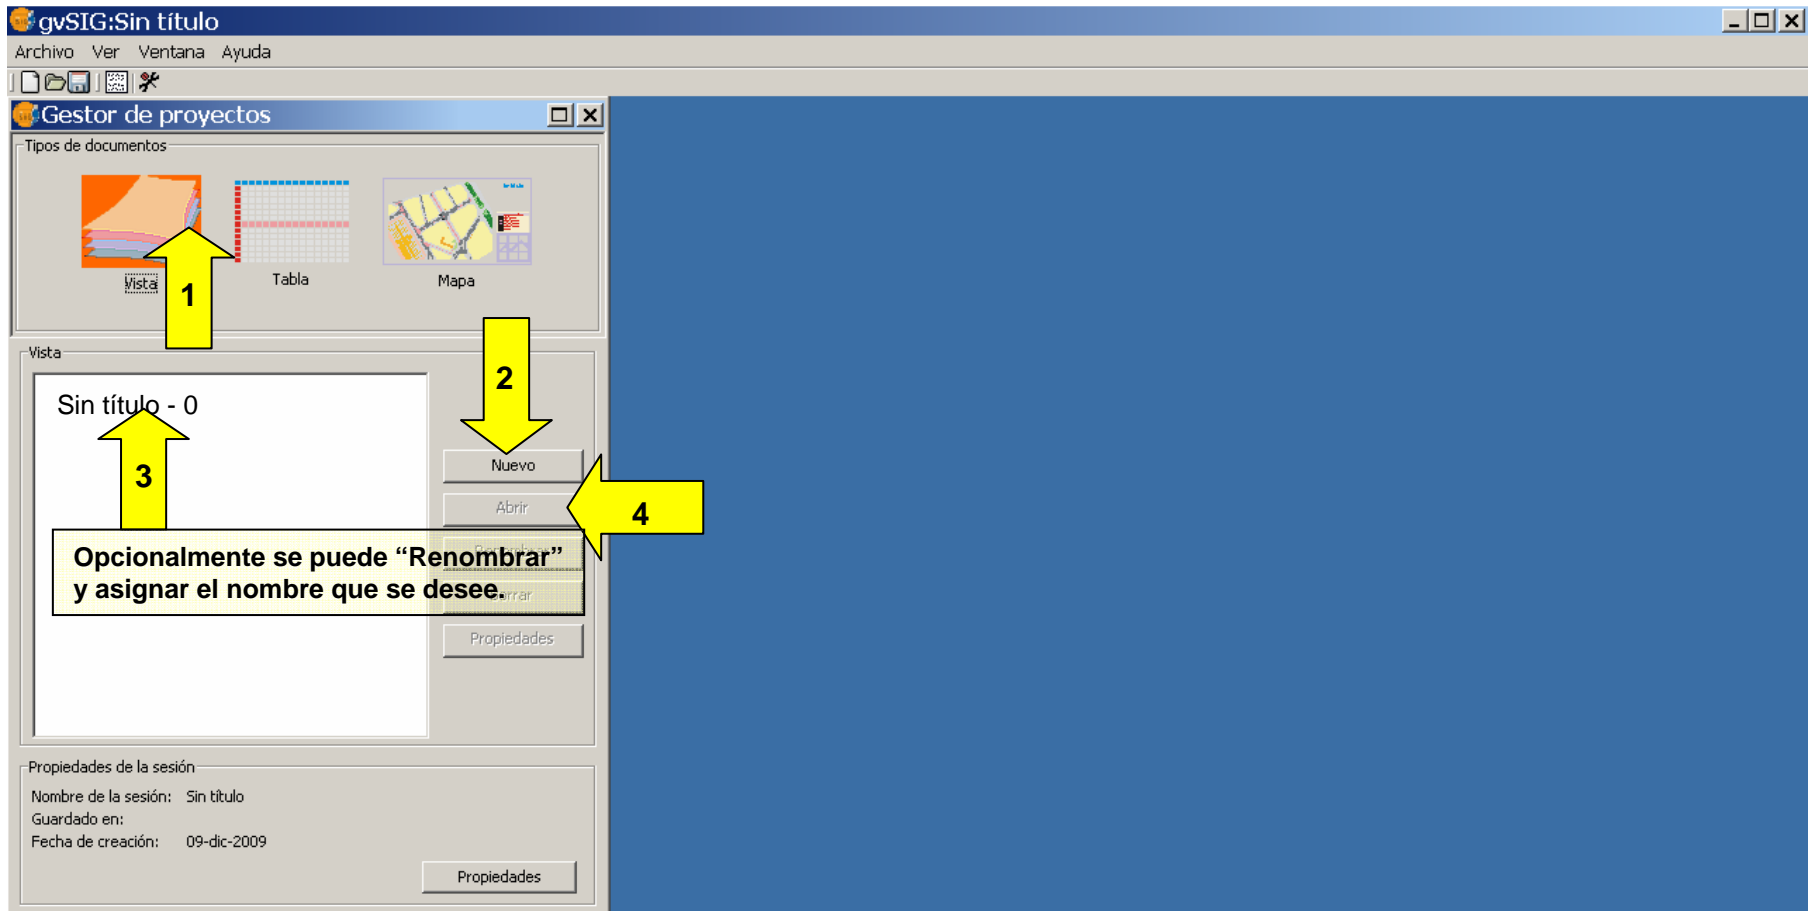 gvSIG:Sin título
Archivo Ver Ventana Ayuda
Gestor de proyectos
Tipos de documentos
Vista
Tabla
Mapa
1
2
Vista
Sin título - 0
3
Nuevo
Abrir
4
Opcionalmente se puede “Renombrar”
y asignar el nombre que se desee.
Renombrar
Borrar
Propiedades
Propiedades de la sesión
Nombre de la sesión: Sin título
Guardado en:
Fecha de creación: 09-dic-2009
Propiedades